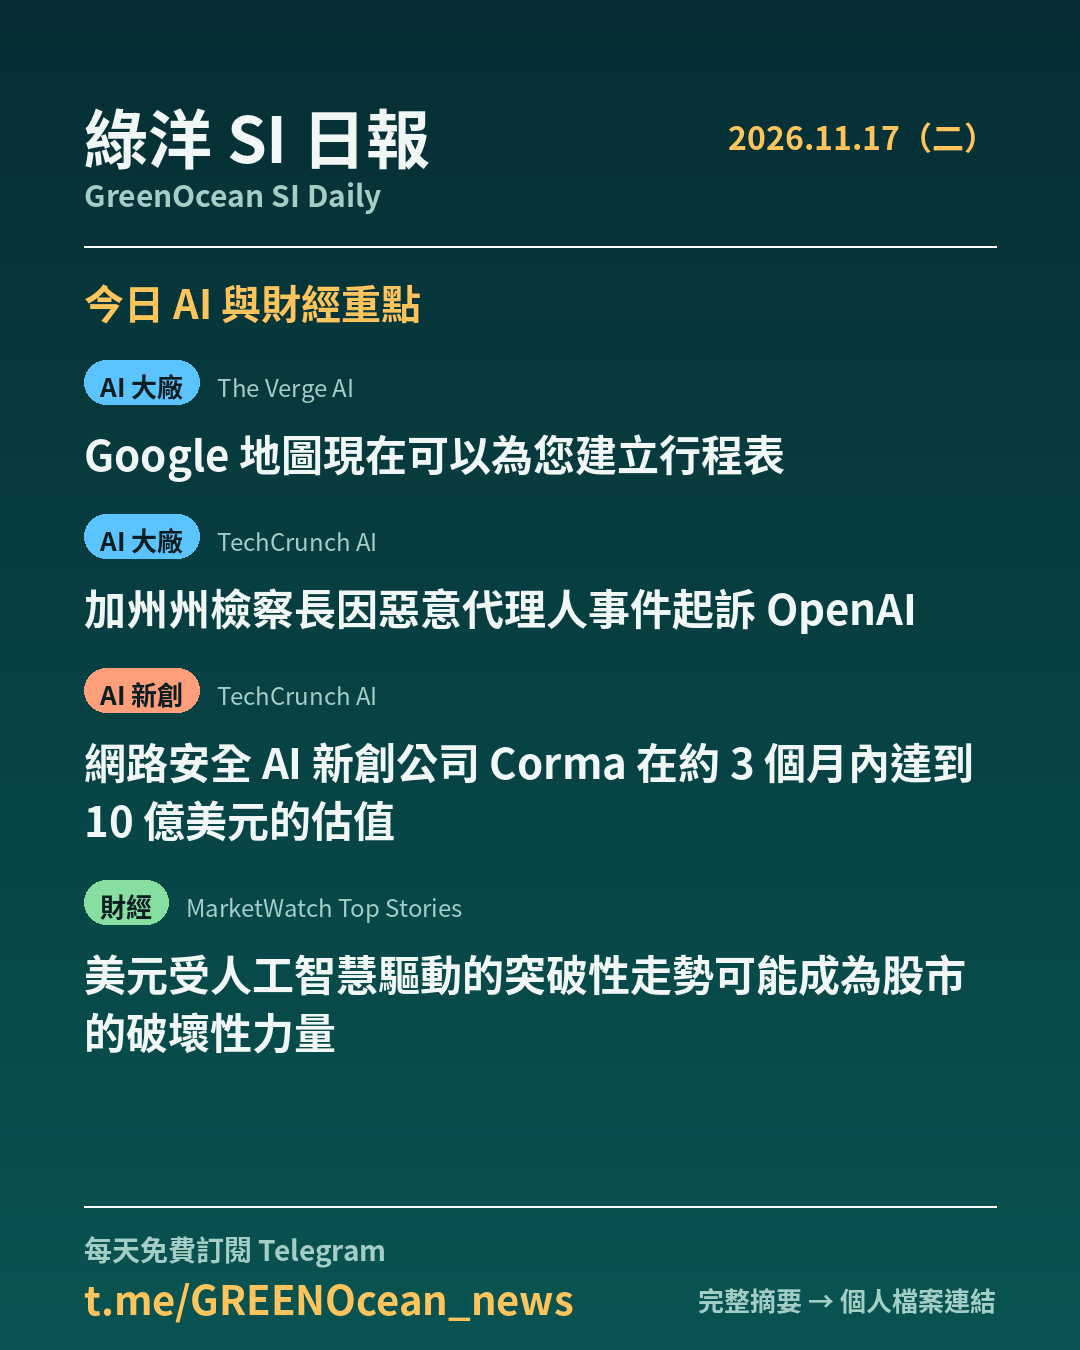 綠洋 SI 日報
2026.11.17（二）
GreenOcean SI Daily
今日 AI 與財經重點
AI 大廠 The Verge AI
Google 地圖現在可以為您建立行程表
AI 大廠 TechCrunch AI
加州州檢察長因惡意代理人事件起訴 OpenAI
AI 新創 TechCrunch AI
網路安全 AI 新創公司 Corma 在約 3 個月內達到
10 億美元的估值
財經 MarketWatch Top Stories
美元受人工智慧驅動的突破性走勢可能成為股市
的破壞性力量
每天免費訂閱 Telegram
t.me/GREENOcean_news
完整摘要 → 個人檔案連結